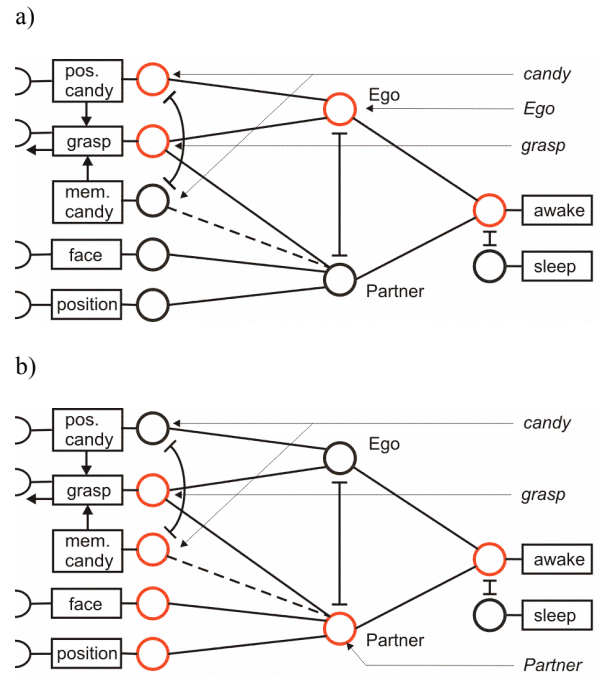 a)
pos.
candy
candy
Ego
Ego
grasp
grasp
mem.
candy
awake
face
sleep
position
Partner
b)
pos.
candy
candy
Ego
grasp
grasp
mem.
candy
awake
face
sleep
position
Partner
Partner